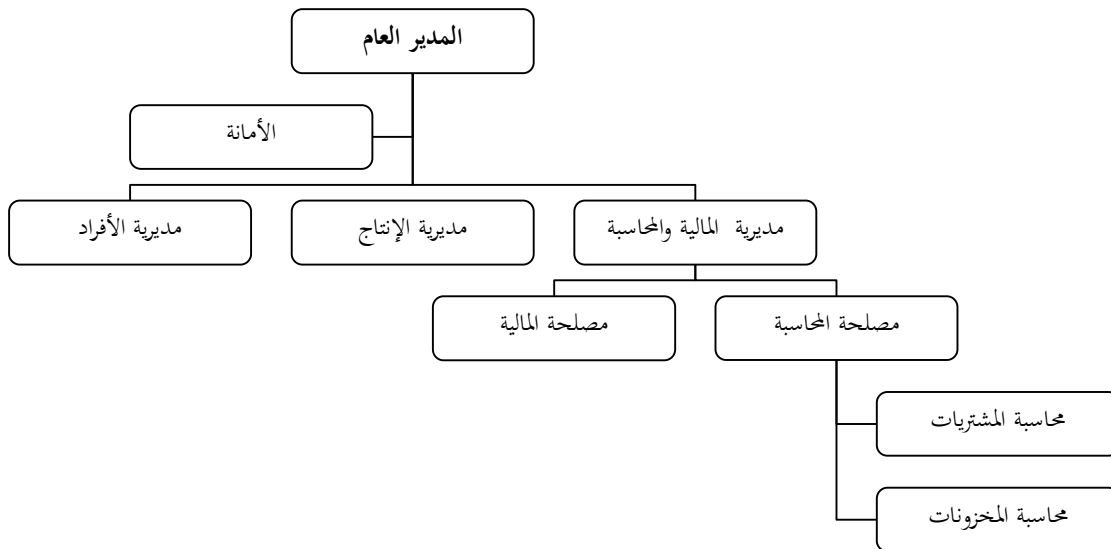 المدير العام
الأمانة
مديرية المالية والمحاسبة
مديرية الإنتاج
مديرية الأفراد
مصلحة المحاسبة
مصلحة المالية
محاسبة المشتريات
محاسبة المخزونات